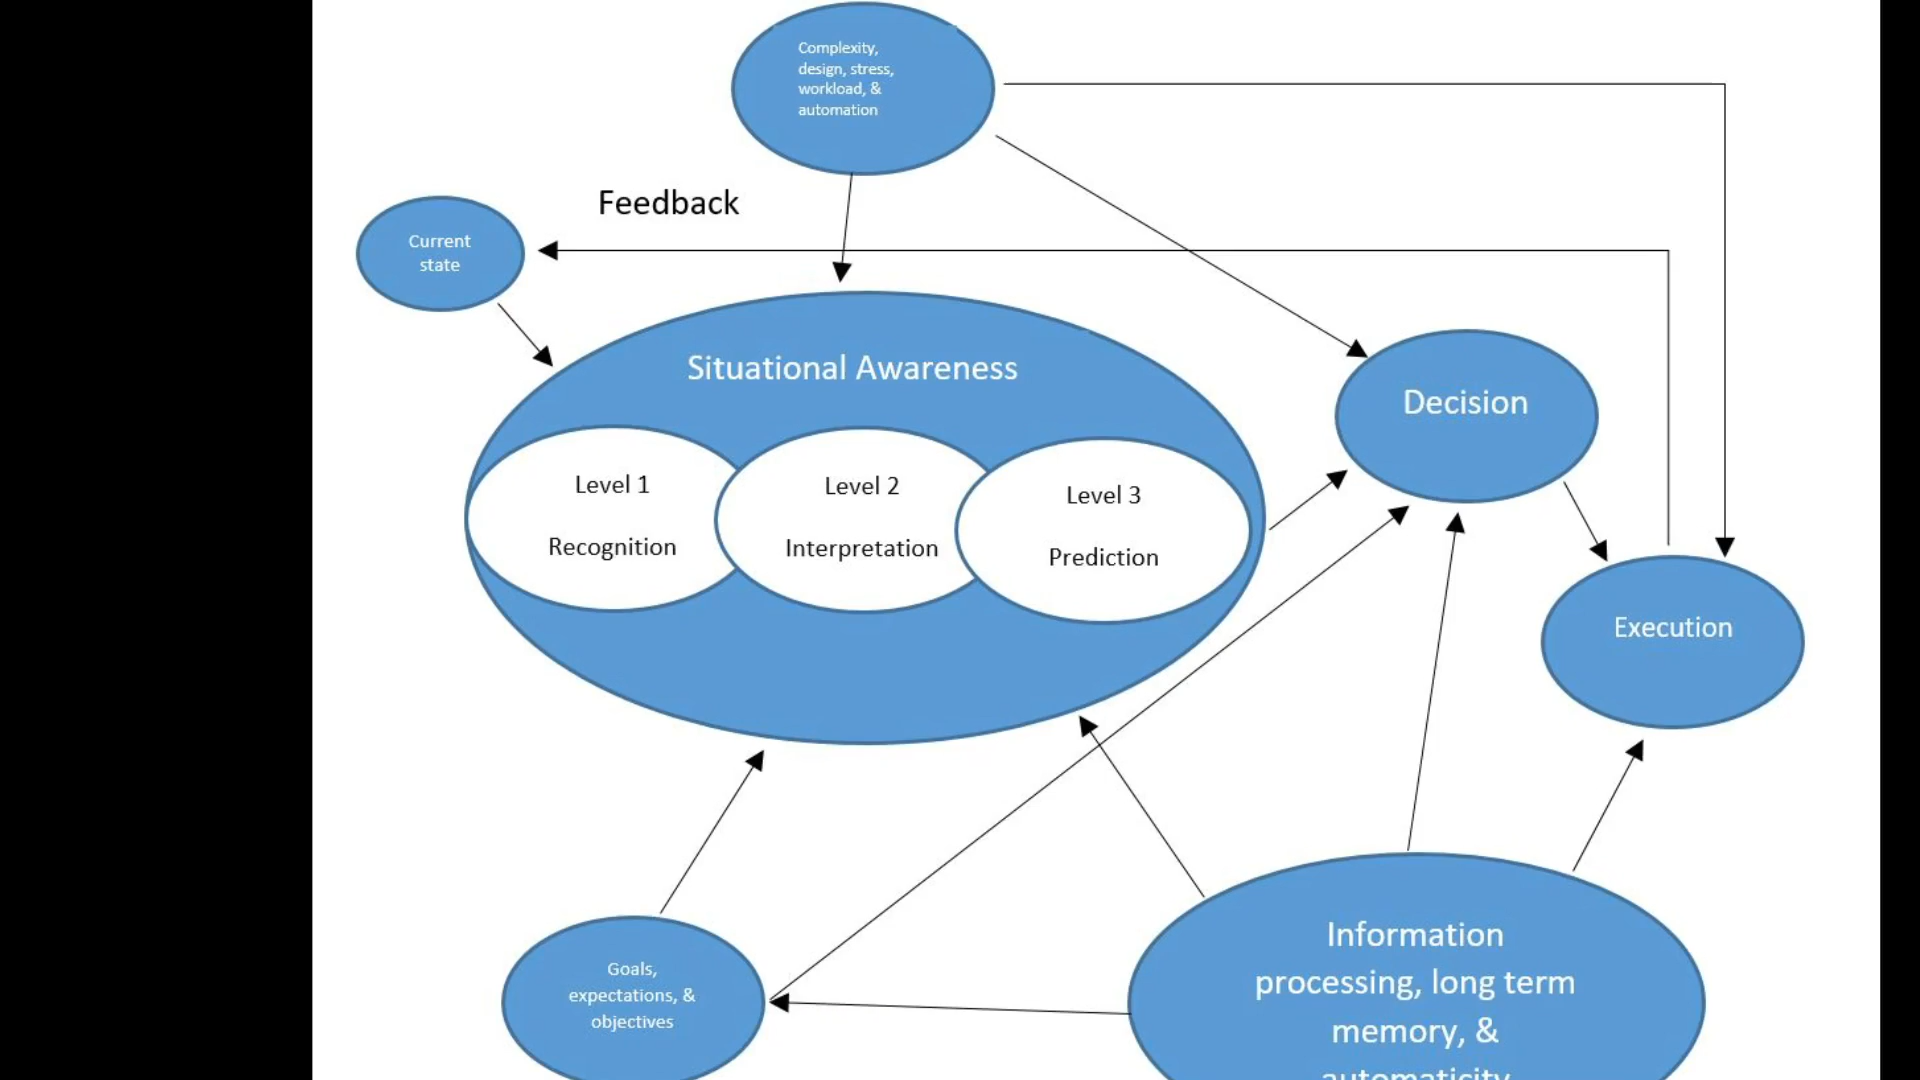 Complexity,
design, stress,
workload, &
automation
Feedback
Current
state
Situational Awareness
Level 1
Recognition
Level 2
Interpretation
Level 3
Prediction
Decision
Execution
Goals,
expectations, &
objectives
Information
processing, long term
memory, &
automaticity